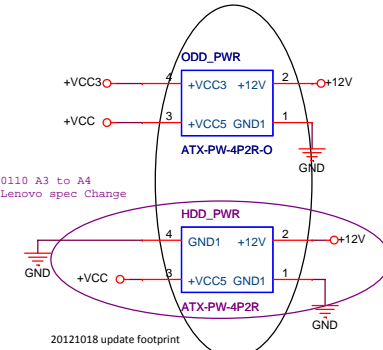 ODD_PWR
+VCC3 4 +VCC3 +12V 2 +12V
+VCC 3 +VCC5 GND1 1
ATX-PW-4P2R-O
GND
0110 A3 to A4
Lenovo spec Change
HDD_PWR
4 GND1 +12V 2 +12V
GND
+VCC 3 +VCC5 GND1 1
ATX-PW-4P2R
GND
20121018 update footprint